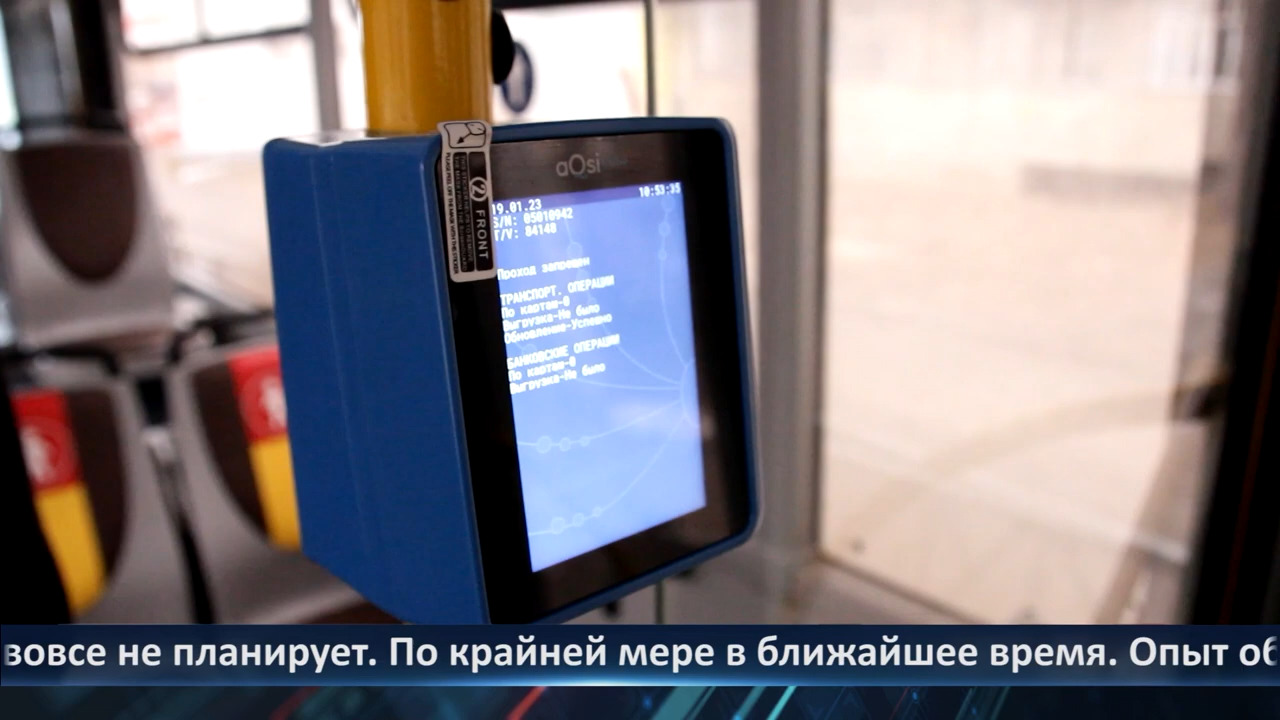 aOsi
19.01.23 10:53:35
S/N: 05010942
T/V: 84148
Проход запрещен
ТРАНСПОРТ. ОПЕРАЦИИ
По картам-0
Выгрузка-Не было
Обновление-Успешно
БАНКОВСКИЕ ОПЕРАЦИИ
По картам-0
Выгрузка-Не было
2 FRONT
вовсе не планирует. По крайней мере в ближайшее время. Опыт об